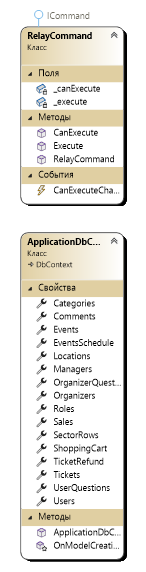 ICommand
RelayCommand
Класс
Поля
_canExecute
_execute
Методы
CanExecute
Execute
RelayCommand
События
CanExecuteCha...
ApplicationDbC...
Класс
DbContext
Свойства
Categories
Comments
Events
EventsSchedule
Locations
Managers
OrganizerQuest...
Organizers
Roles
Sales
SectorRows
ShoppingCart
TicketRefund
Tickets
UserQuestions
Users
Методы
ApplicationDbC...
OnModelCreati...